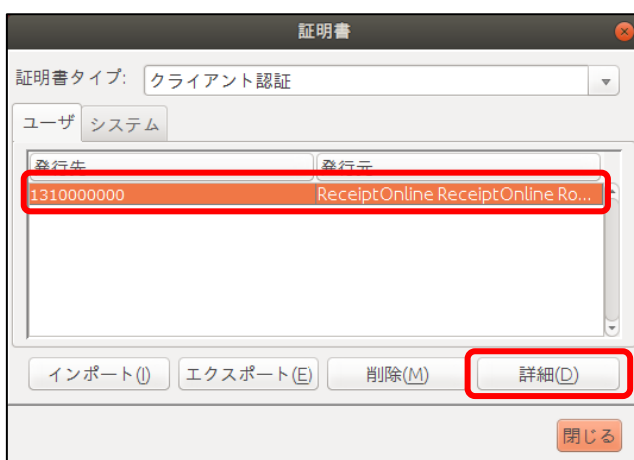 証明書
証明書タイプ: クライアント認証
ユーザ システム
発行先 発行元
1310000000 ReceiptOnline ReceiptOnline Ro...
インポート(I) エクスポート(E) 削除(M) 詳細(D)
閉じる